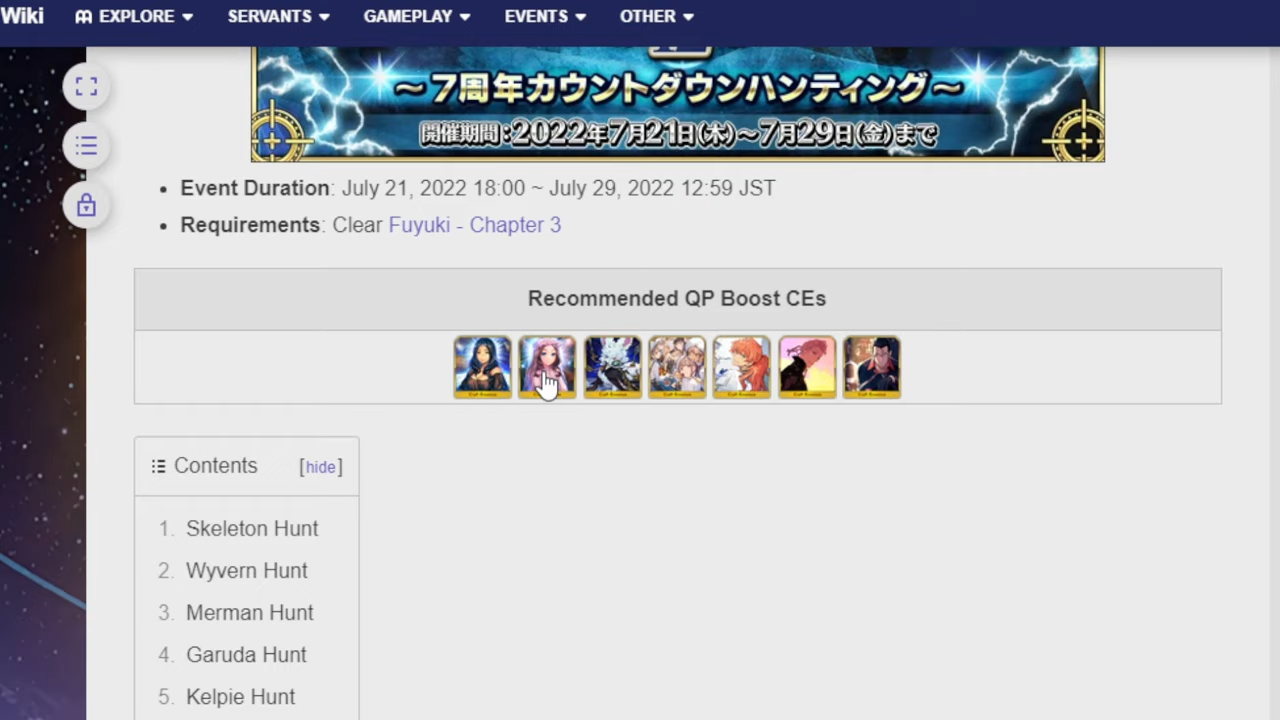 Wiki EXPLORE SERVANTS GAMEPLAY EVENTS OTHER
～7周年カウントダウンハンティング～
開催期間：2022年7月21日(木)～7月29日(金)まで
Event Duration: July 21, 2022 18:00 ~ July 29, 2022 12:59 JST
Requirements: Clear Fuyuki - Chapter 3
Recommended QP Boost CEs
Contents [hide]
1. Skeleton Hunt
2. Wyvern Hunt
3. Merman Hunt
4. Garuda Hunt
5. Kelpie Hunt